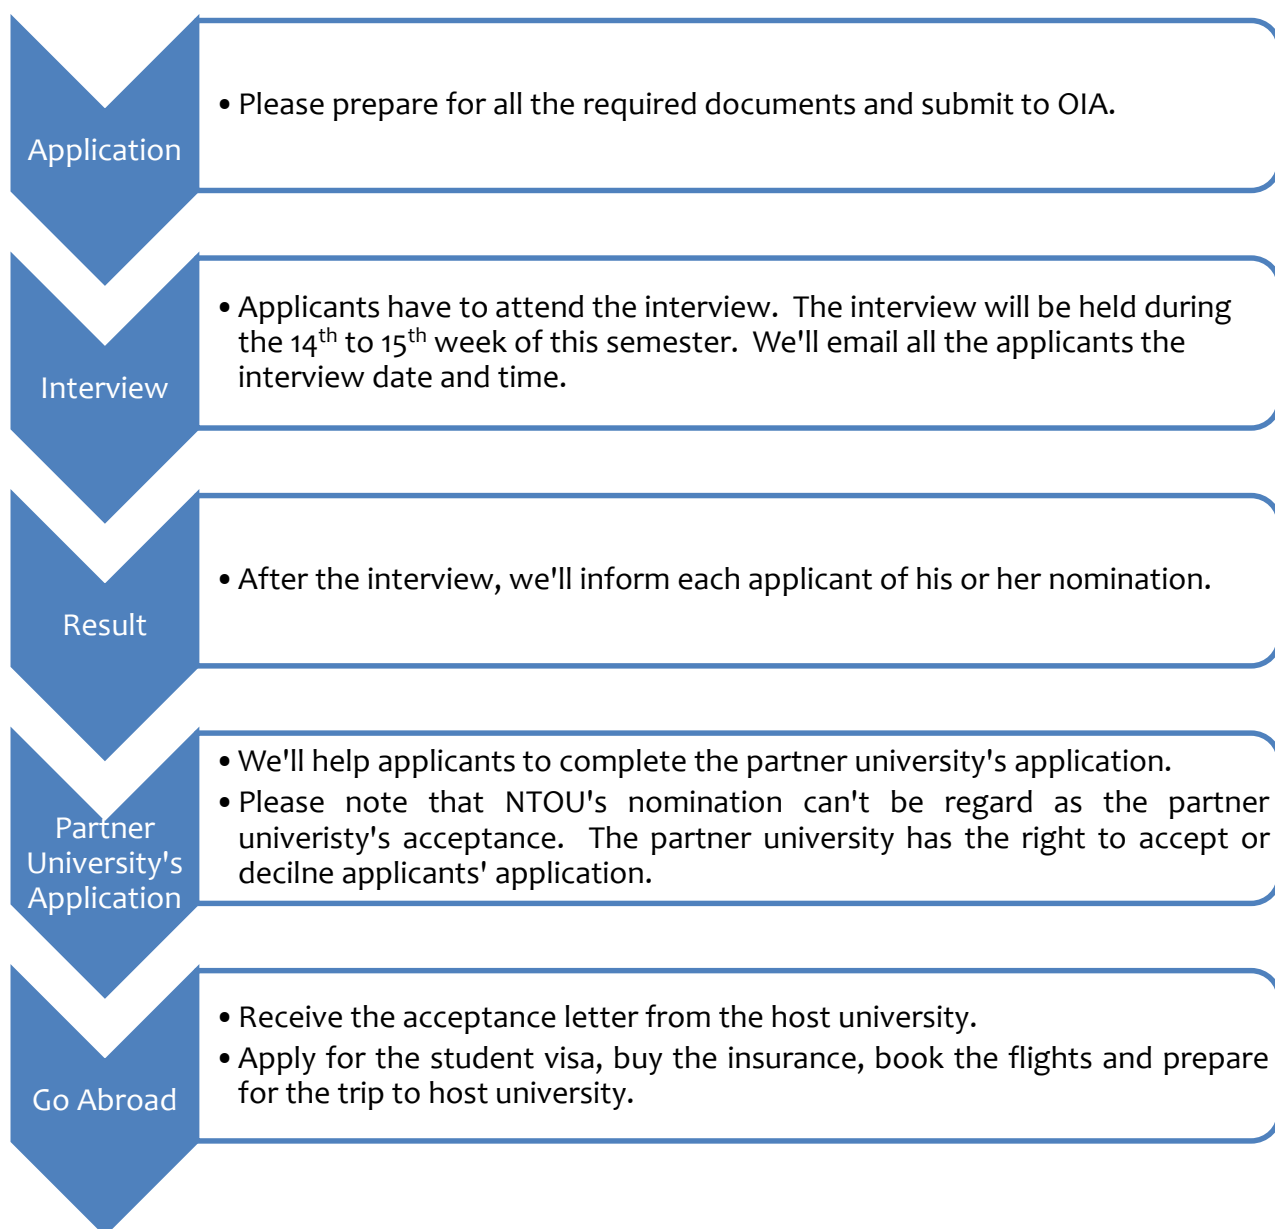 Application
• Please prepare for all the required documents and submit to OIA.
Interview
• Applicants have to attend the interview.  The interview will be held during
the 14th to 15th week of this semester.  We'll email all the applicants the
interview date and time.
Result
• After the interview, we'll inform each applicant of his or her nomination.
Partner
University's
Application
• We'll help applicants to complete the partner university's application.
• Please note that NTOU's nomination can't be regard as the partner
univeristy's acceptance.  The partner university has the right to accept or
decilne applicants' application.
Go Abroad
• Receive the acceptance letter from the host university.
• Apply for the student visa, buy the insurance, book the flights and prepare
for the trip to host university.